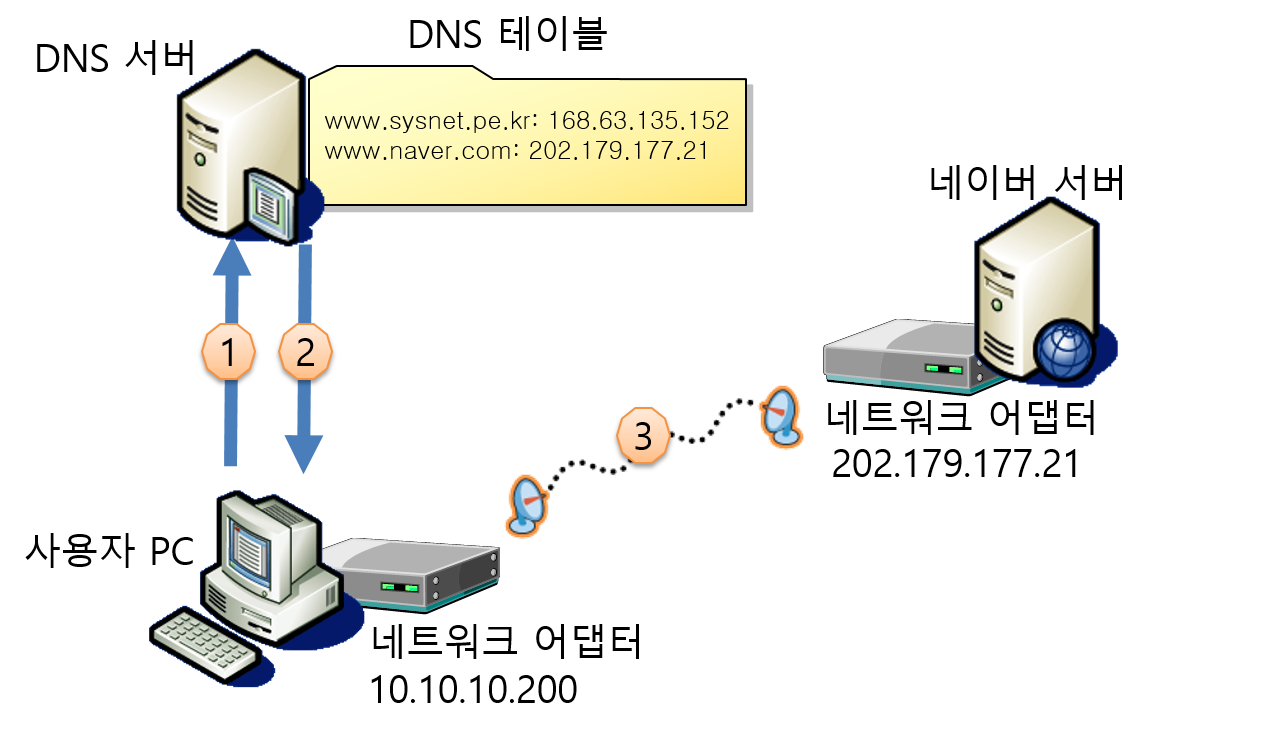 DNS 서버
DNS 테이블
www.sysnet.pe.kr: 168.63.135.152
www.naver.com: 202.179.177.21
네이버 서버
1
2
3
네트워크 어댑터
202.179.177.21
사용자 PC
네트워크 어댑터
10.10.10.200